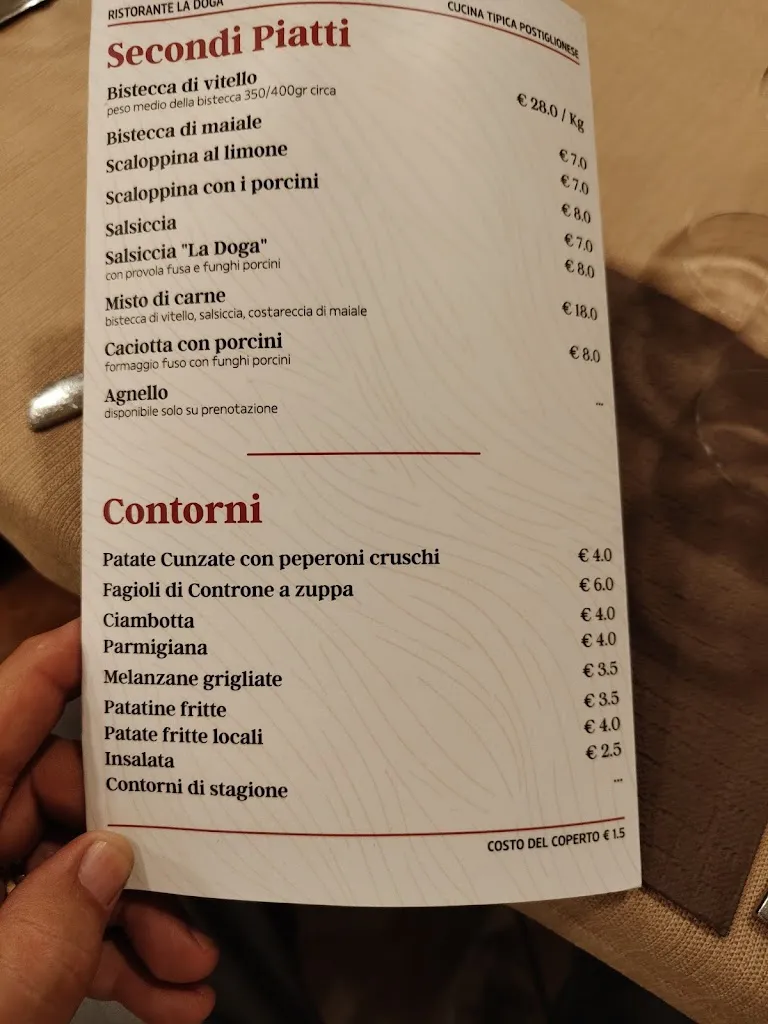 RISTORANTE LA DOGA CUCINA TIPICA POSTIGLIONESE
Secondi Piatti
Bistecca di vitello € 28.0 / Kg
peso medio della bistecca 350/400gr circa
Bistecca di maiale € 7.0
Scaloppina al limone € 7.0
Scaloppina con i porcini € 8.0
Salsiccia € 7.0
Salsiccia "La Doga" € 8.0
con provola fusa e funghi porcini
Misto di carne € 18.0
bistecca di vitello, salsiccia, costareccia di maiale
Caciotta con porcini € 8.0
formaggio fuso con funghi porcini
Agnello ...
disponibile solo su prenotazione
Contorni
Patate Cunzate con peperoni cruschi € 4.0
Fagioli di Controne a zuppa € 6.0
Ciambotta € 4.0
Parmigiana € 4.0
Melanzane grigliate € 3.5
Patatine fritte € 3.5
Patate fritte locali € 4.0
Insalata € 2.5
Contorni di stagione ...
COSTO DEL COPERTO € 1.5